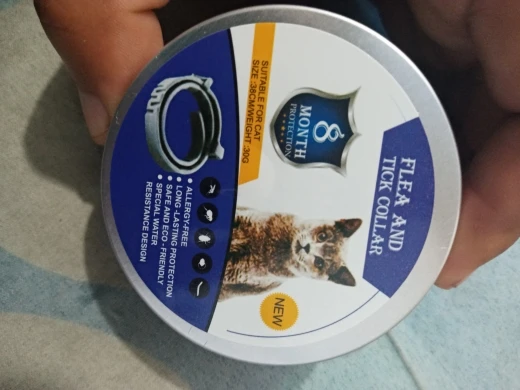 FLEA AND
TICK COLLAR
8
MONTH
PROTECTION
SUITABLE FOR CAT
SIZE :38CM/WEIGHT :30G
NEW
• ALLERGY-FREE
• LONG -LASTING PROTECTION
• SAFE AND ECO - FRIENDLY
• SPECIAL WATER
RESISTANCE DESIGN